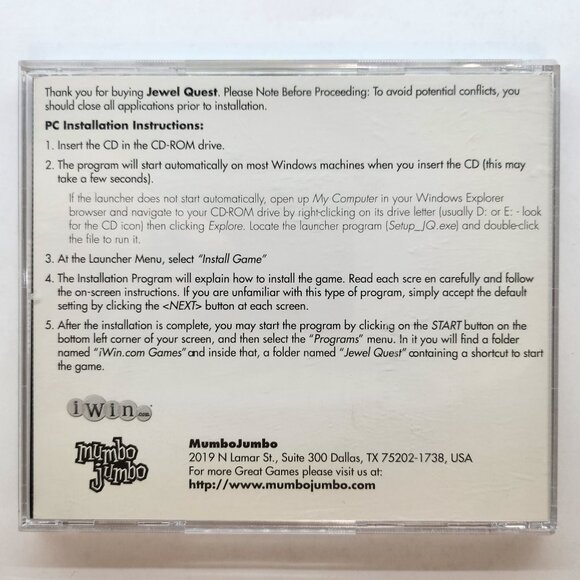 Thank you for buying Jewel Quest. Please Note Before Proceeding: To avoid potential conflicts, you
should close all applications prior to installation.
PC Installation Instructions:
1. Insert the CD in the CD-ROM drive.
2. The program will start automatically on most Windows machines when you insert the CD (this may
take a few seconds).
If the launcher does not start automatically, open up My Computer in your Windows Explorer
browser and navigate to your CD-ROM drive by right-clicking on its drive letter (usually D: or E: - look
for the CD icon) then clicking Explore. Locate the launcher program (Setup_JQ.exe) and double-click
the file to run it.
3. At the Launcher Menu, select "Install Game"
4. The Installation Program will explain how to install the game. Read each scre en carefully and follow
the on-screen instructions. If you are unfamiliar with this type of program, simply accept the default
setting by clicking the <NEXT> button at each screen.
5. After the installation is complete, you may start the program by clicking on the START button on the
bottom left corner of your screen, and then select the "Programs" menu. In it you will find a folder
named "iWin.com Games" and inside that, a folder named "Jewel Quest" containing a shortcut to start
the game.
iWin.com
mumbo
jumbo
MumboJumbo
2019 N Lamar St., Suite 300 Dallas, TX 75202-1738, USA
For more Great Games please visit us at:
http://www.mumbojumbo.com